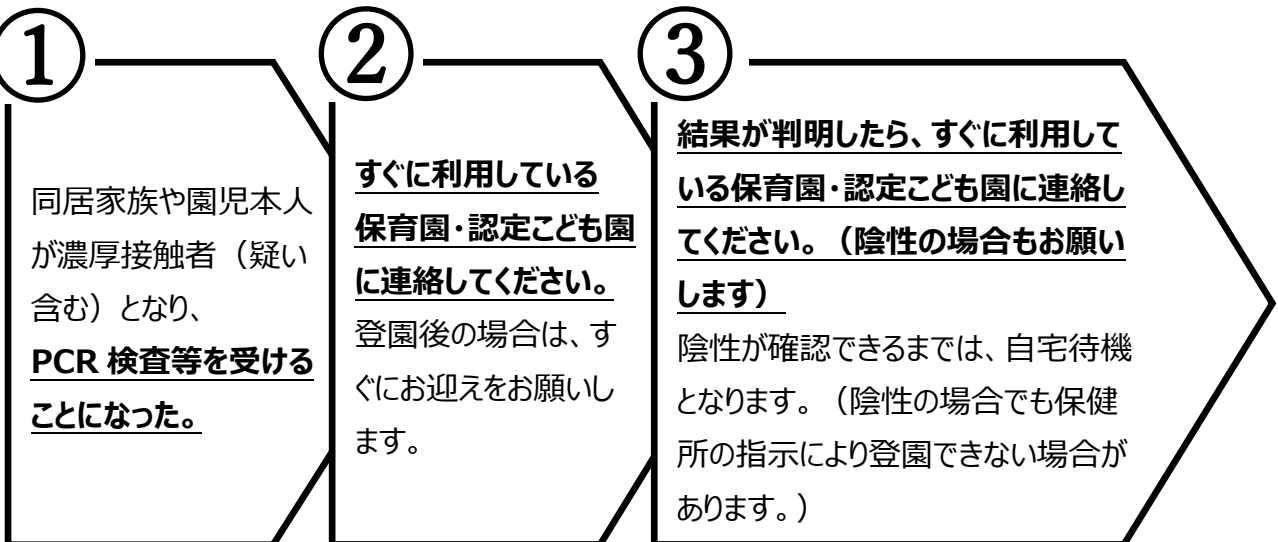 ①
同居家族や園児本人
が濃厚接触者（疑い
含む）となり、
PCR 検査等を受ける
ことになった。
②
すぐに利用している
保育園・認定こども園
に連絡してください。
登園後の場合は、す
ぐにお迎えをお願いし
ます。
③
結果が判明したら、すぐに利用して
いる保育園・認定こども園に連絡し
てください。（陰性の場合もお願い
します）
陰性が確認できるまでは、自宅待機
となります。（陰性の場合でも保健
所の指示により登園できない場合が
あります。）